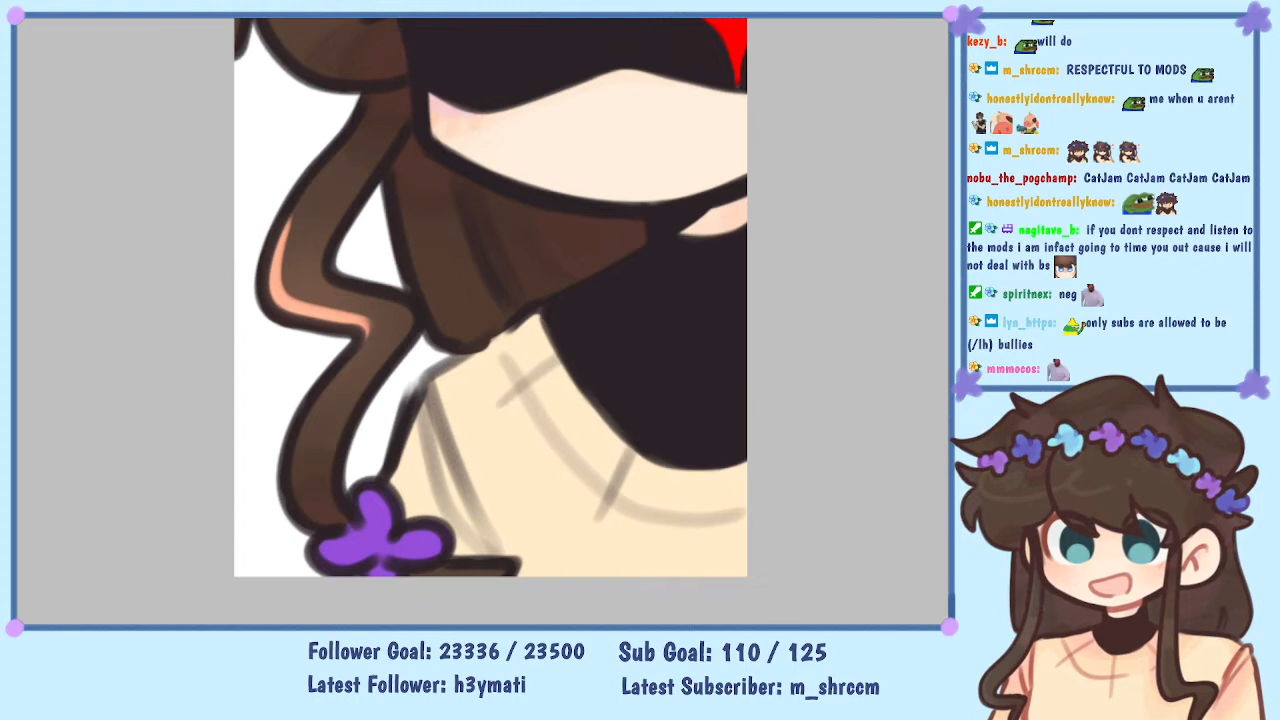 kezy_b: will do
m_shrccm: RESPECTFUL TO MODS
honestlyidontreallyknow: me when u arent
m_shrccm:
nobu_the_pogchamp: CatJam CatJam CatJam CatJam
honestlyidontreallyknow:
nagitavo_b: if you dont respect and listen to
the mods i am infact going to time you out cause i will
not deal with bs
spiritnex: neg
lyn_https: only subs are allowed to be
(/lh) bullies
mmmocos:
Follower Goal: 23336 / 23500
Sub Goal: 110 / 125
Latest Follower: h3ymati
Latest Subscriber: m_shrccm